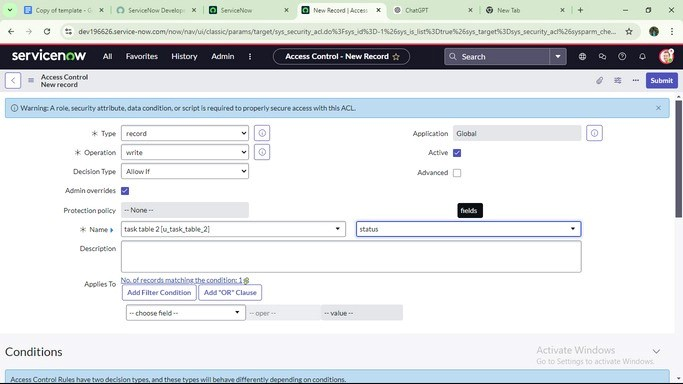 Copy of template - G
ServiceNow Develop
ServiceNow
New Record | Access
ChatGPT
New Tab
dev196626.service-now.com/now/nav/ui/classic/params/target/sys_security_acl.do%3Fsys_id%3D-1%26sys_is_list%3Dtrue%26sys_target%3Dsys_security_acl%26sysparm_che...
servicenow All Favorites History Admin Access Control - New Record Search
Access Control
New record
Submit
Warning: A role, security attribute, data condition, or script is required to properly secure access with this ACL.
Type record Application Global
Operation write Active
Decision Type Allow If Advanced
Admin overrides
Protection policy -- None -- fields
Name task table 2 [u_task_table_2] status
Description
Applies To No. of records matching the condition: 1
Add Filter Condition Add "OR" Clause
-- choose field -- -- oper -- -- value --
Activate Windows
Go to Settings to activate Windows.
Conditions
Access Control Rules have two decision types, and these types will behave differently depending on conditions.